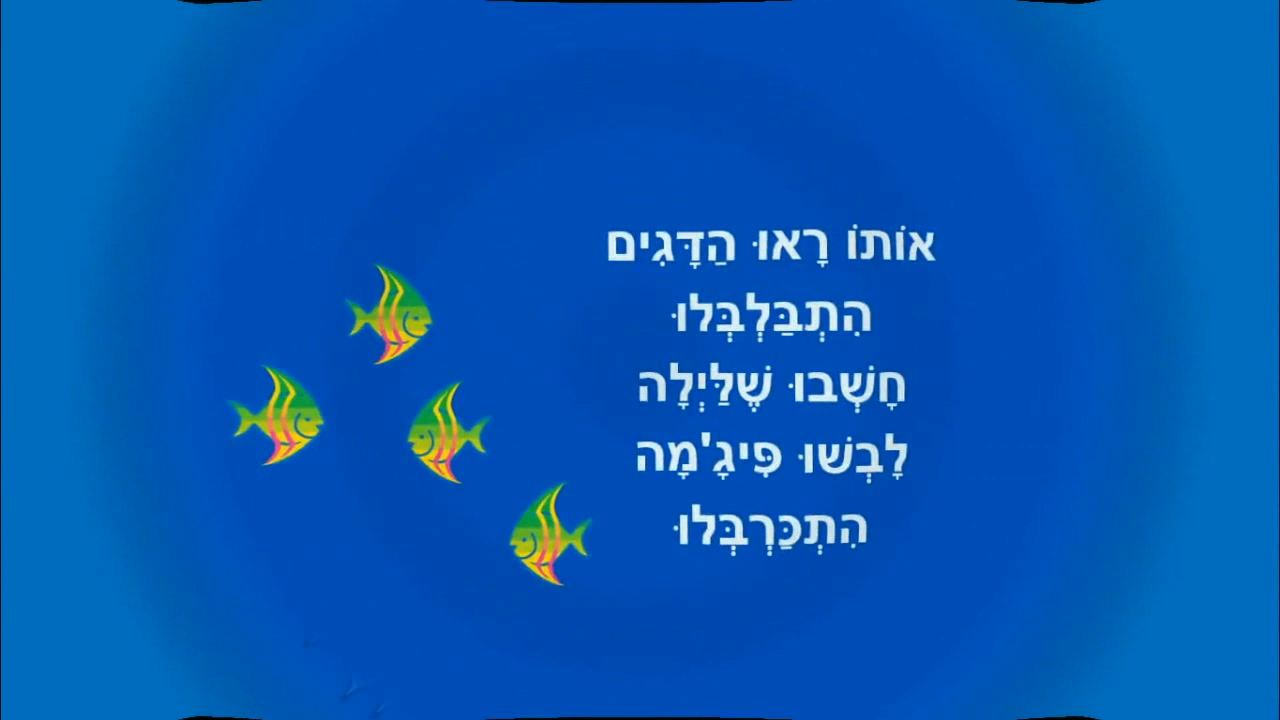 אוֹתוֹ רָאוּ הַדָּגִים
הִתְבַּלְבְּלוּ
חָשְׁבוּ שֶׁלַּיְלָה
לָבְשׁוּ פִּיגָ'מָה
הִתְכַּרְבְּלוּ